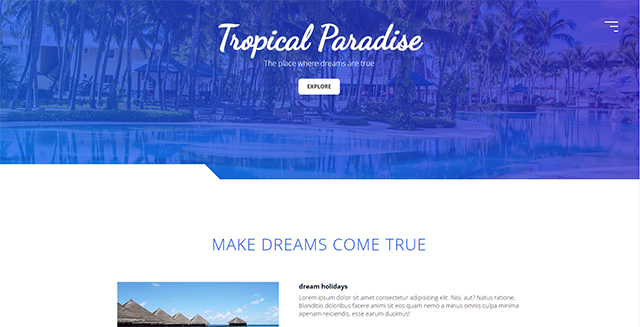 Tropical Paradise
The place where dreams are true
EXPLORE
MAKE DREAMS COME TRUE
dream holidays
Lorem ipsum dolor sit amet consectetur adipisicing elit. Nisi, aut? Natus ratione,
blanditiis doloribus facere animi sit eos quam nemo a minus omnis culpa minima
aperiam reiciendis, esse earum ducimus!